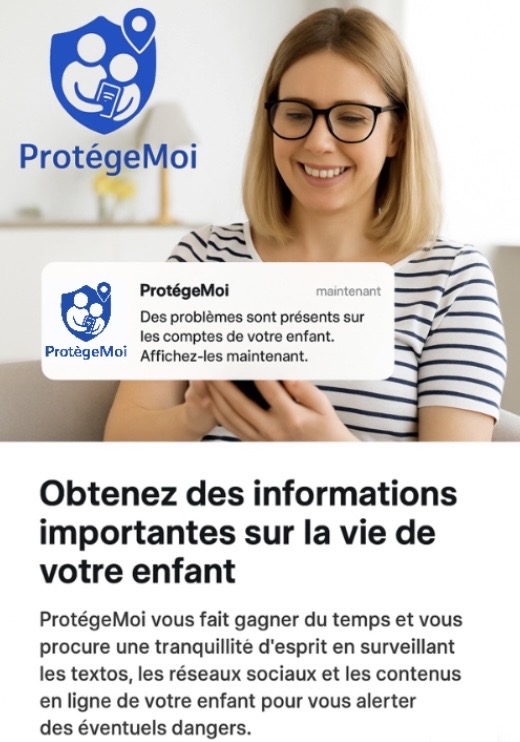 ProtégeMoi
ProtégeMoi
maintenant
Des problèmes sont présents sur
les comptes de votre enfant.
Affichez-les maintenant.
ProtègeMoi
Obtenez des informations
importantes sur la vie de
votre enfant
ProtégeMoi vous fait gagner du temps et vous
procure une tranquillité d'esprit en surveillant
les textos, les réseaux sociaux et les contenus
en ligne de votre enfant pour vous alerter
des éventuels dangers.